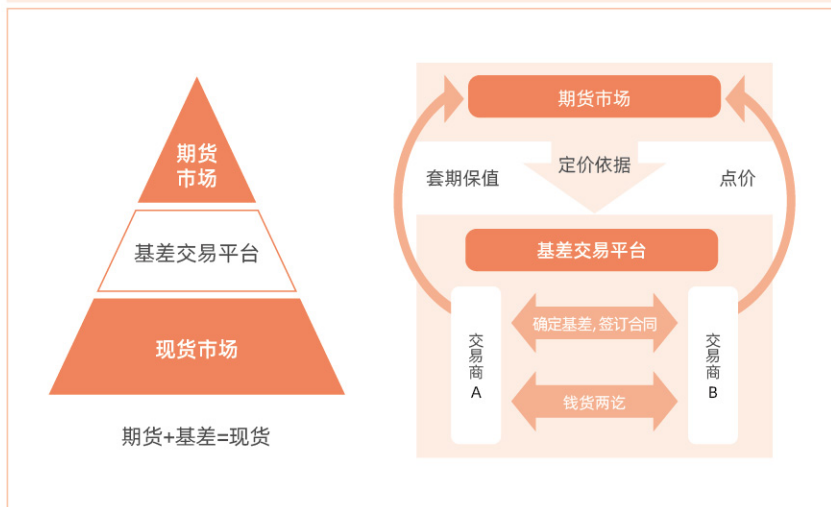 期货
市场
基差交易平台
现货市场
期货+基差=现货
期货市场
套期保值
定价依据
点价
基差交易平台
交易商A
确定基差,签订合同
钱货两讫
交易商B